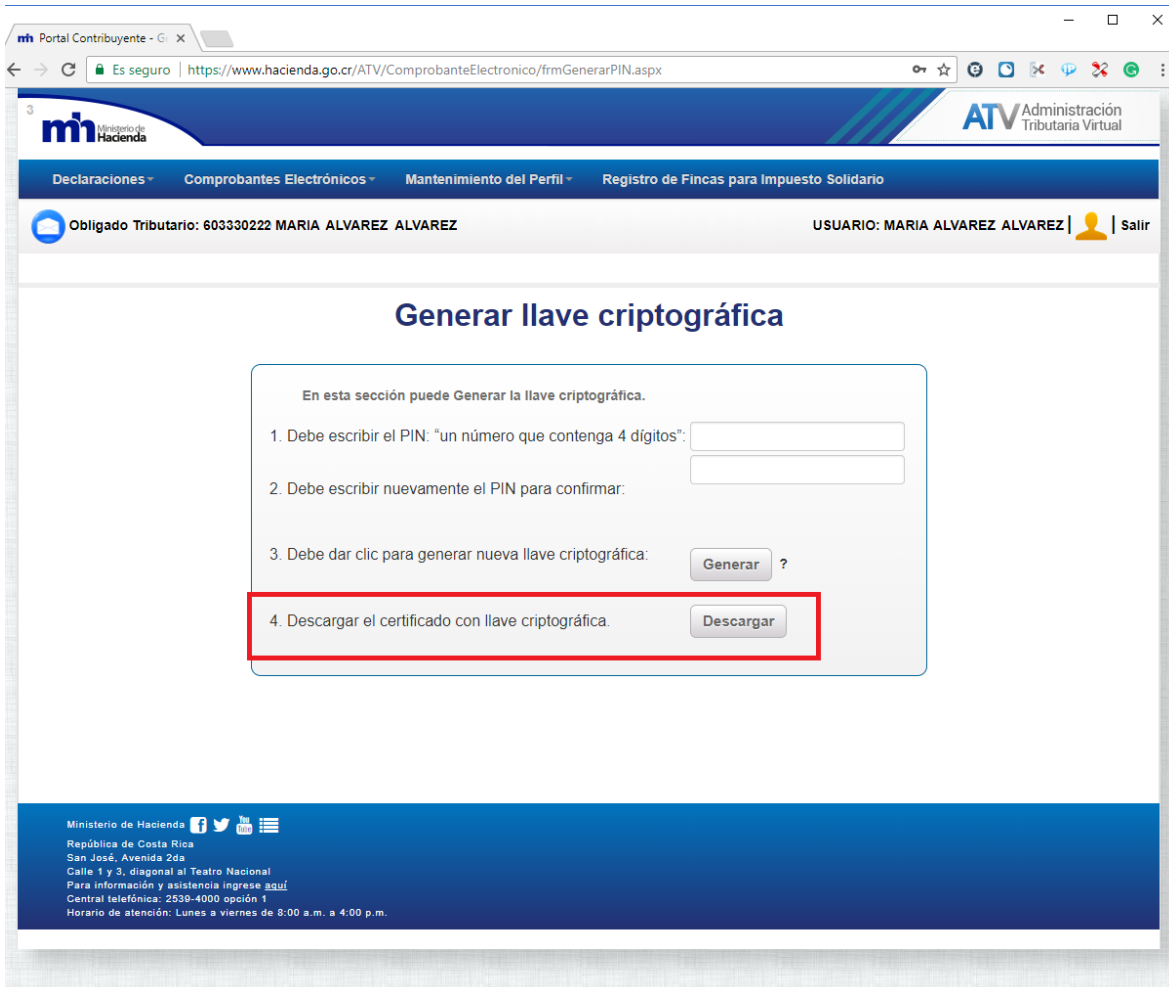 Portal Contribuyente - G
Es seguro | https://www.hacienda.go.cr/ATV/ComprobanteElectronico/frmGenerarPIN.aspx
3
mh Ministerio de Hacienda
ATV Administración Tributaria Virtual
Declaraciones Comprobantes Electrónicos Mantenimiento del Perfil Registro de Fincas para Impuesto Solidario
Obligado Tributario: 603330222 MARIA ALVAREZ ALVAREZ USUARIO: MARIA ALVAREZ ALVAREZ | | Salir
Generar llave criptográfica
En esta sección puede Generar la llave criptográfica.
1. Debe escribir el PIN: “un número que contenga 4 dígitos”:
2. Debe escribir nuevamente el PIN para confirmar:
3. Debe dar clic para generar nueva llave criptográfica: Generar ?
4. Descargar el certificado con llave criptográfica. Descargar
Ministerio de Hacienda You Tube
República de Costa Rica
San José, Avenida 2da
Calle 1 y 3, diagonal al Teatro Nacional
Para información y asistencia ingrese aquí
Central telefónica: 2539-4000 opción 1
Horario de atención: Lunes a viernes de 8:00 a.m. a 4:00 p.m.